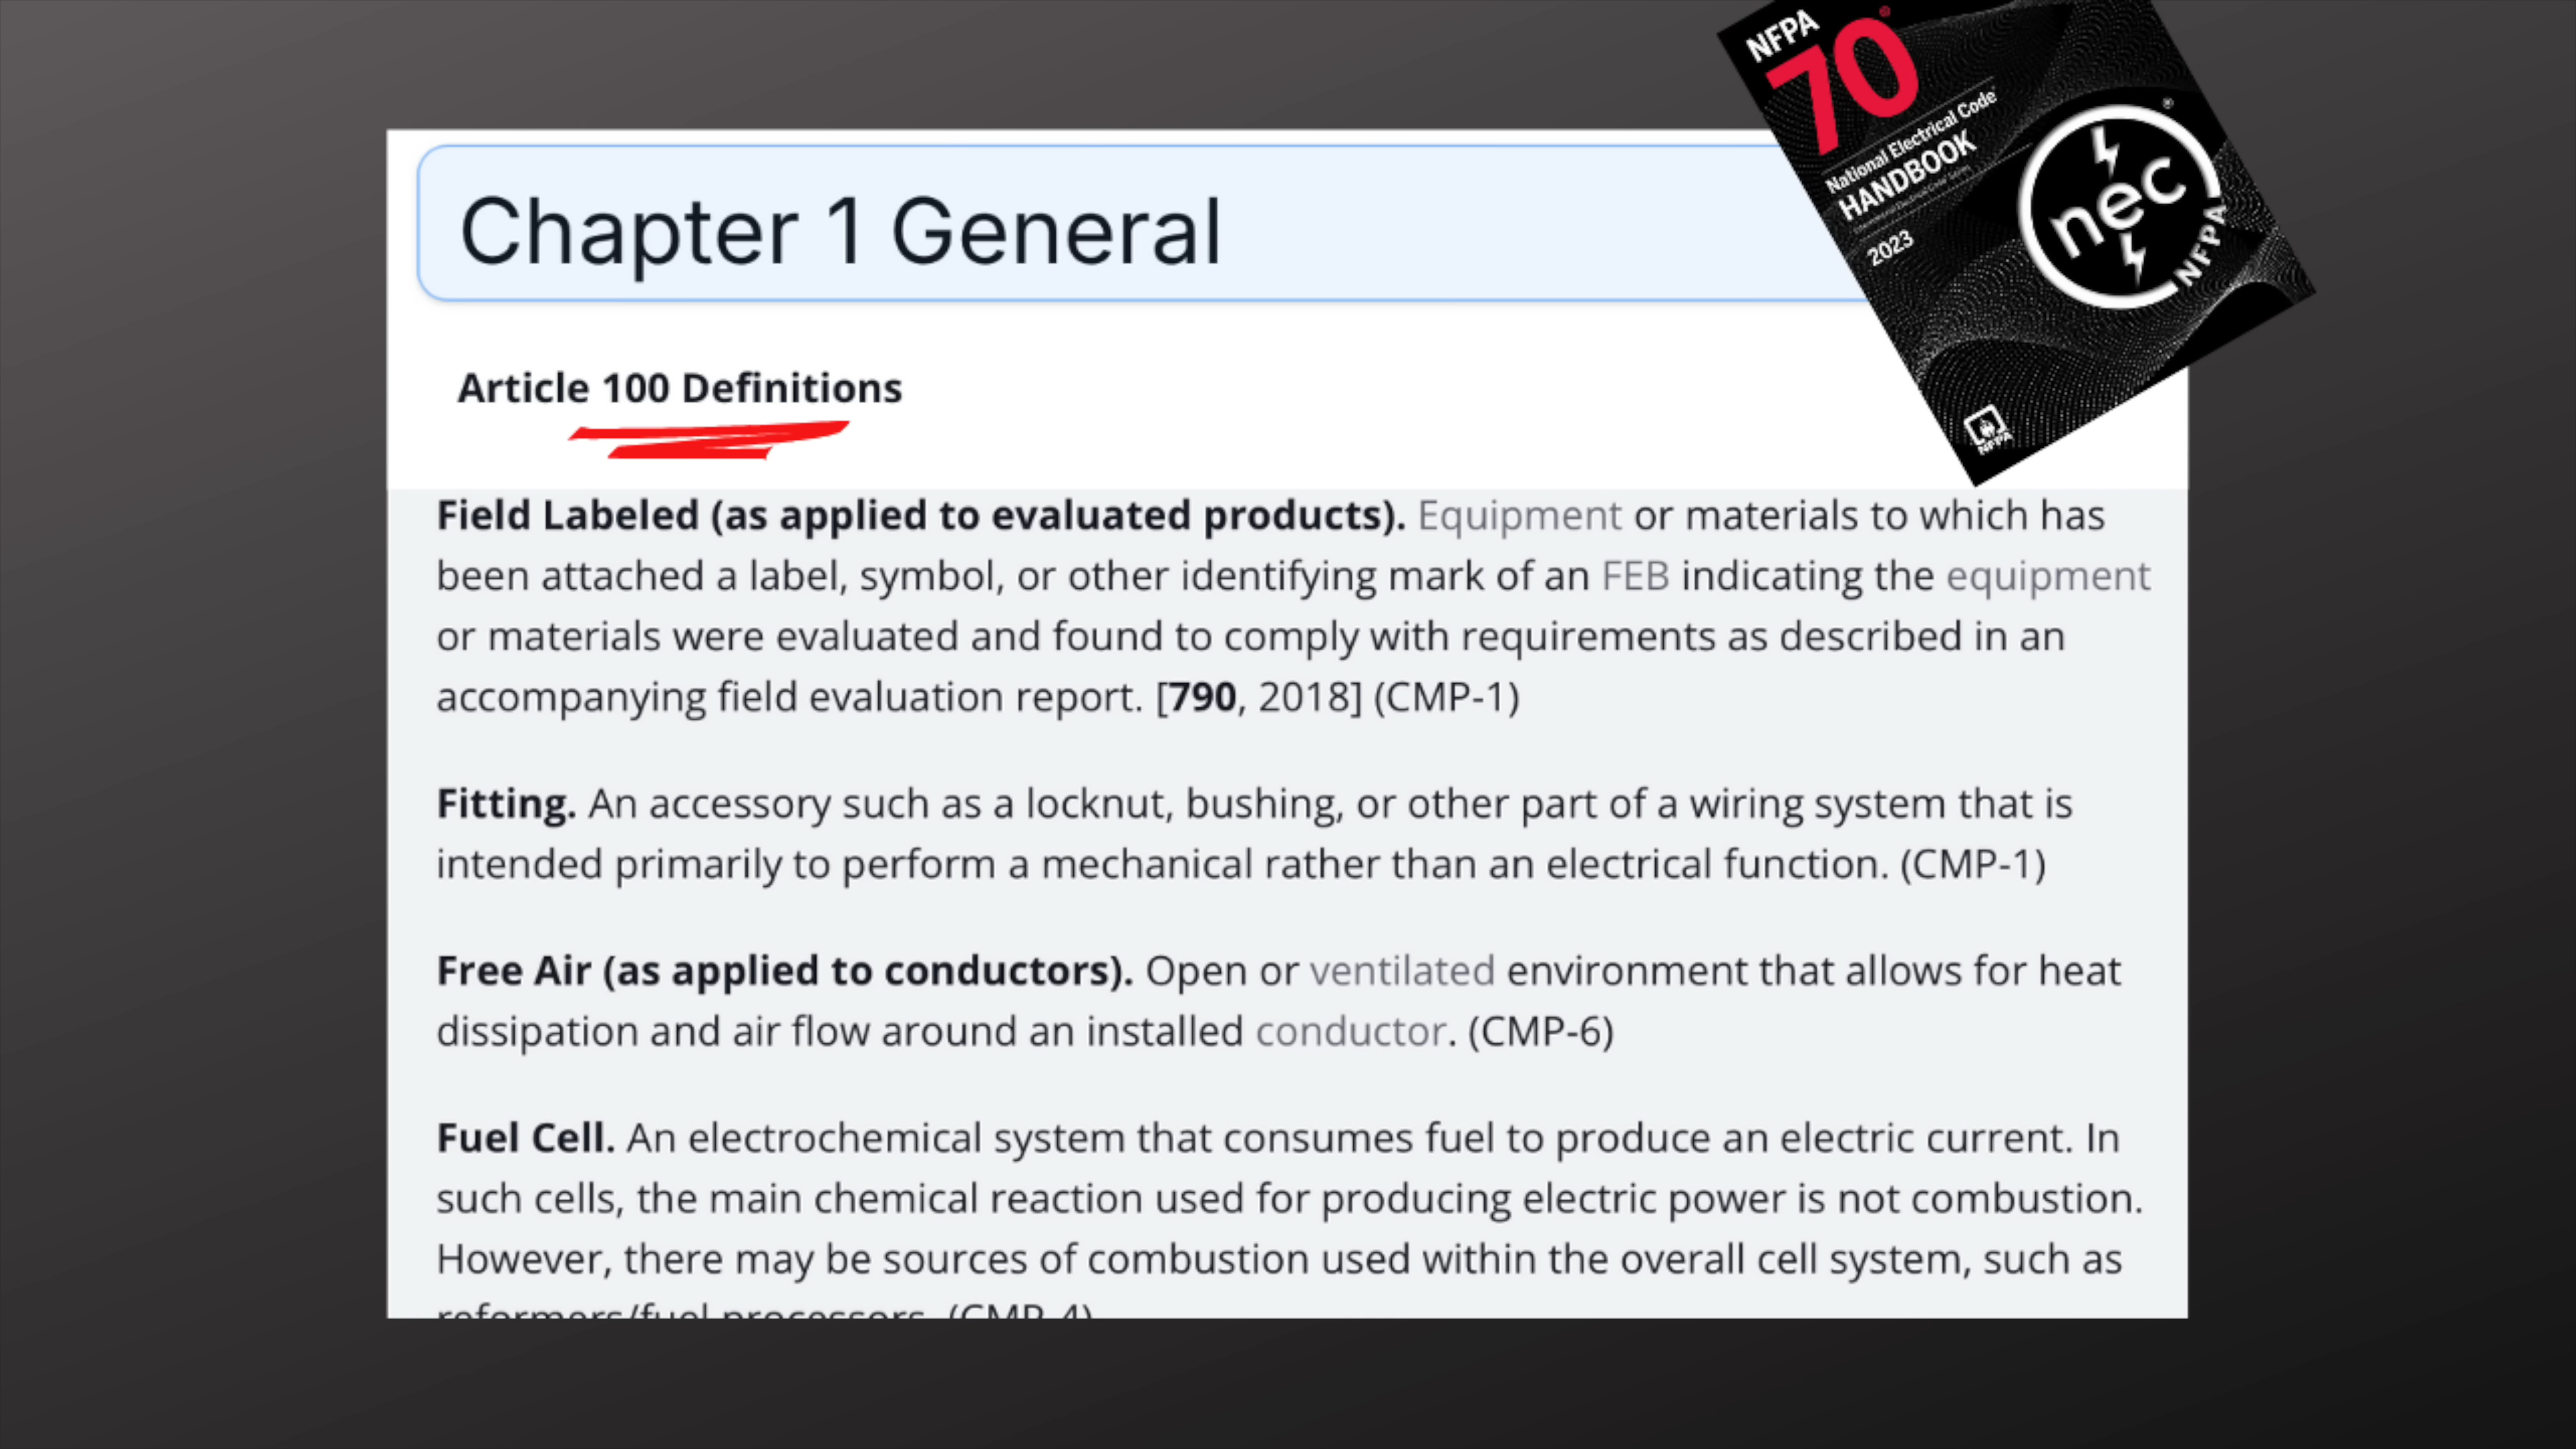 Chapter 1 General
NFPA
70®
National Electrical Code
HANDBOOK
2023
nec®
NFPA
NFPA
Article 100 Definitions
Field Labeled (as applied to evaluated products). Equipment or materials to which has
been attached a label, symbol, or other identifying mark of an FEB indicating the equipment
or materials were evaluated and found to comply with requirements as described in an
accompanying field evaluation report. [790, 2018] (CMP-1)
Fitting. An accessory such as a locknut, bushing, or other part of a wiring system that is
intended primarily to perform a mechanical rather than an electrical function. (CMP-1)
Free Air (as applied to conductors). Open or ventilated environment that allows for heat
dissipation and air flow around an installed conductor. (CMP-6)
Fuel Cell. An electrochemical system that consumes fuel to produce an electric current. In
such cells, the main chemical reaction used for producing electric power is not combustion.
However, there may be sources of combustion used within the overall cell system, such as
reformers/fuel processors. (CMP-4)